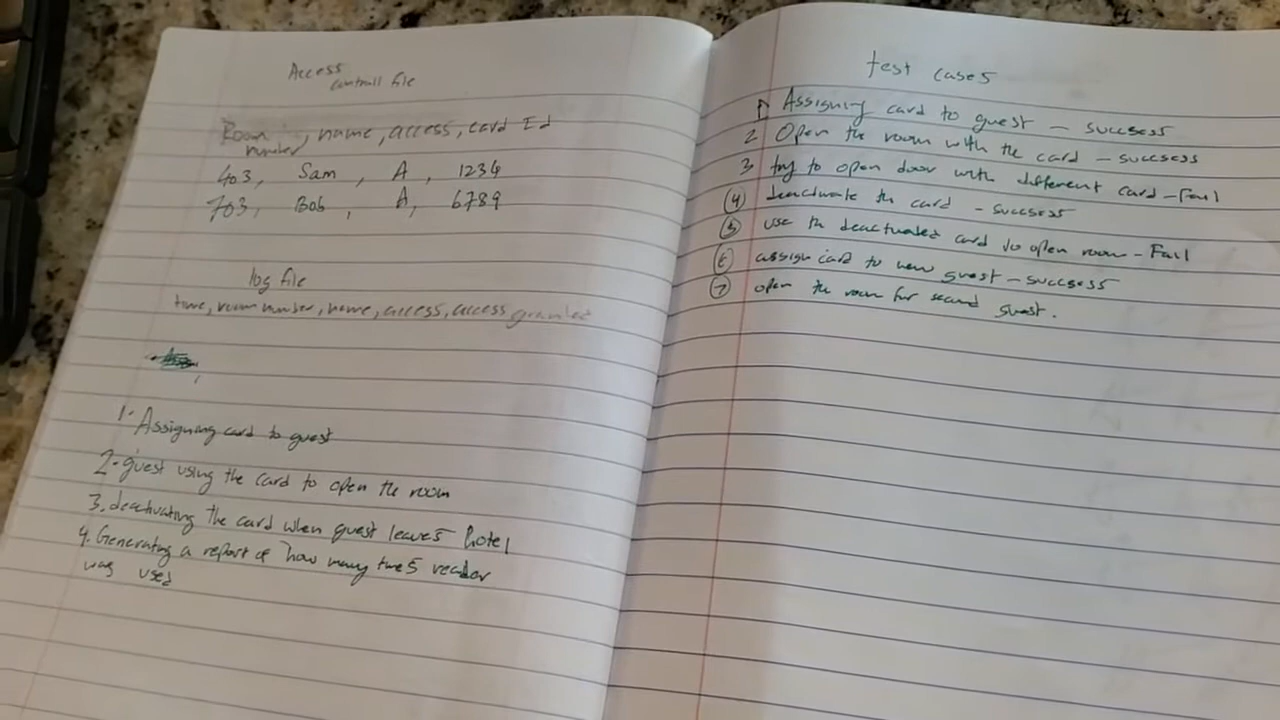 Access
controll file
Room, name, access, card Id
number
403, Sam, A, 1234
703, Bob, A, 6789
log file
time, room number, name, access, access granted
1. Assigning card to guest
2. guest using the card to open the room
3. deactivating the card when guest leaves hotel
4. Generating a report of how many times reader
was used
test cases
1 Assigning card to guest - succsess
2 Open the room with the card - succsess
3 try to open door with different card - Fail
4 deactivate the card - succsess
5 use the deactivated card to open room - Fail
6 assign card to new guest - succsess
7 open the room for second guest.